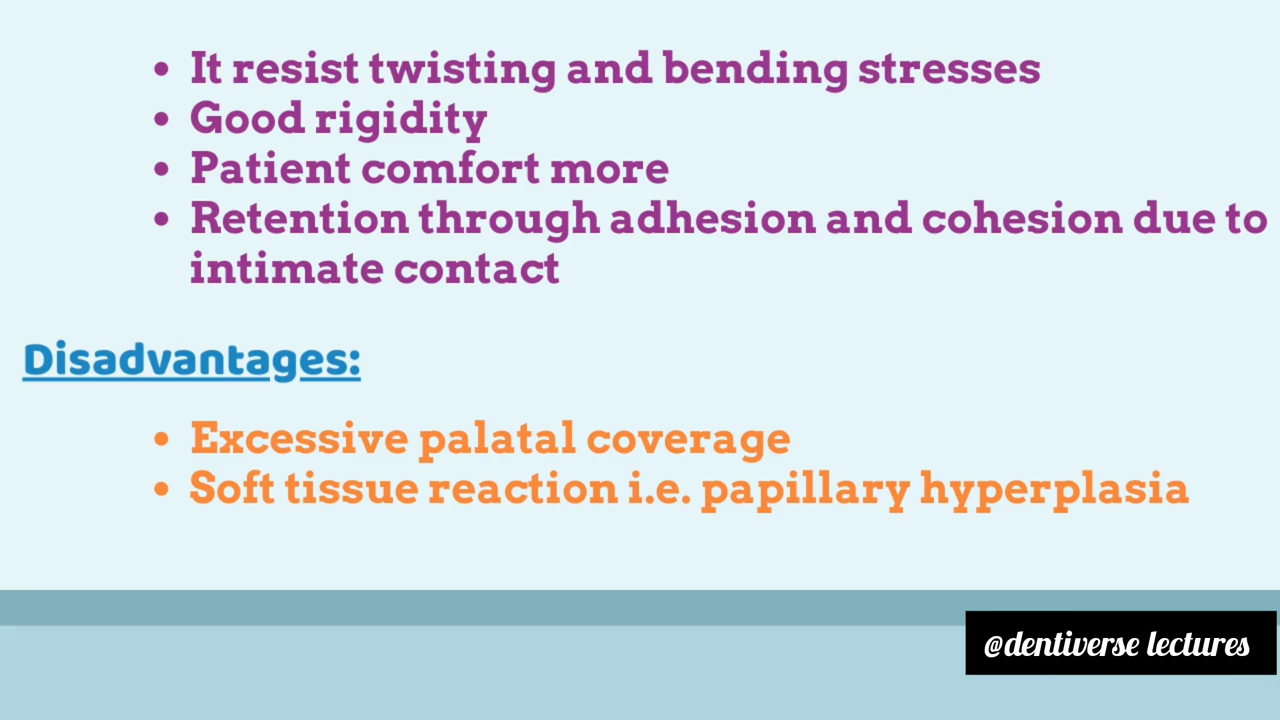 • It resist twisting and bending stresses
• Good rigidity
• Patient comfort more
• Retention through adhesion and cohesion due to
intimate contact
Disadvantages:
• Excessive palatal coverage
• Soft tissue reaction i.e. papillary hyperplasia
@dentiverse lectures